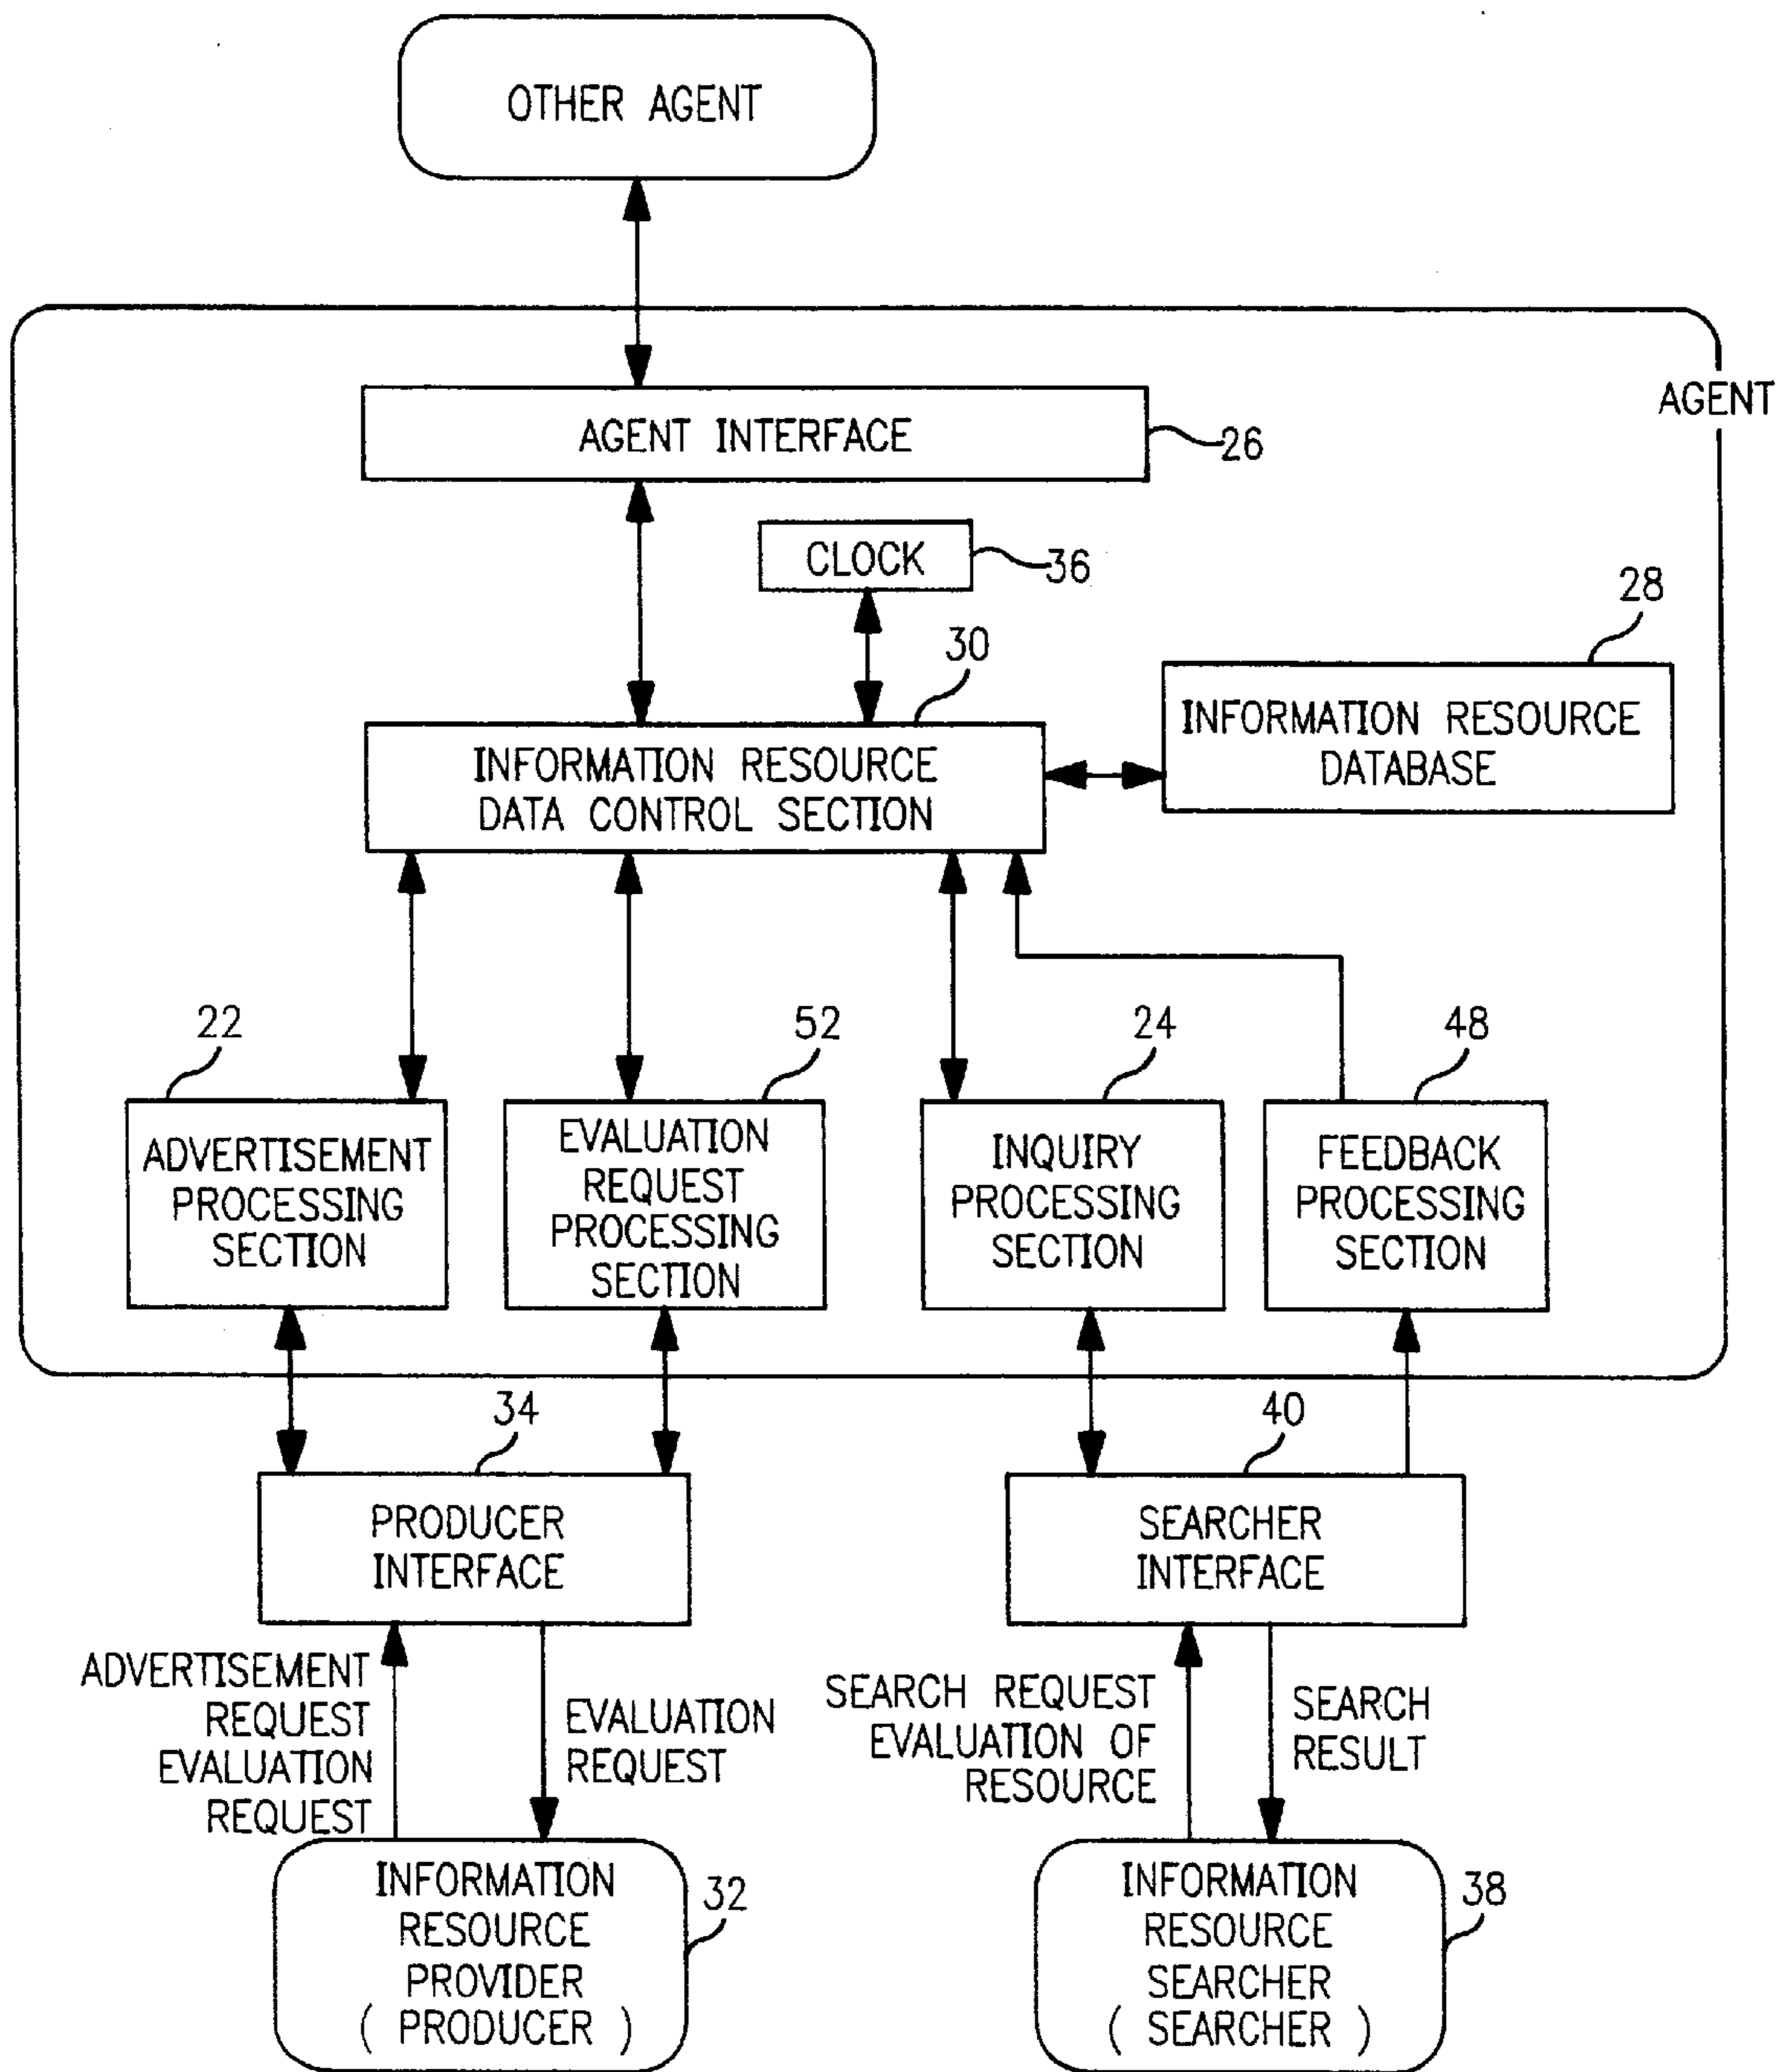 OTHER AGENT
AGENT
AGENT INTERFACE
26
CLOCK
36
28
30
INFORMATION RESOURCE
DATABASE
INFORMATION RESOURCE
DATA CONTROL SECTION
22
52
24
48
ADVERTISEMENT
PROCESSING
SECTION
EVALUATION
REQUEST
PROCESSING
SECTION
INQUIRY
PROCESSING
SECTION
FEEDBACK
PROCESSING
SECTION
34
40
PRODUCER
INTERFACE
SEARCHER
INTERFACE
ADVERTISEMENT
REQUEST
EVALUATION
REQUEST
EVALUATION
REQUEST
SEARCH REQUEST
EVALUATION OF
RESOURCE
SEARCH
RESULT
INFORMATION
RESOURCE
PROVIDER
( PRODUCER )
32
INFORMATION
RESOURCE
SEARCHER
( SEARCHER )
38